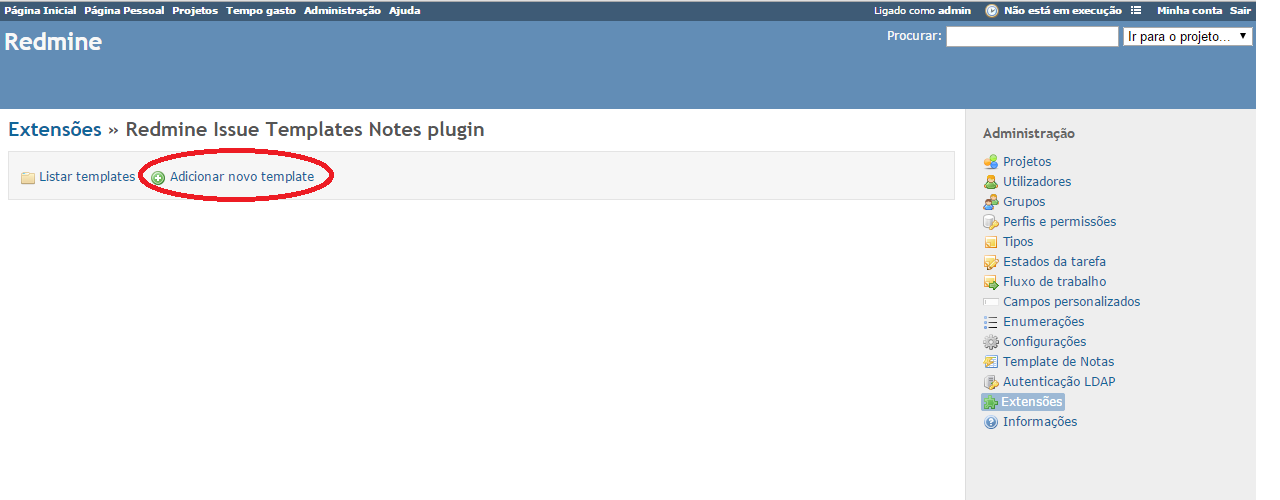 Página Inicial Página Pessoal Projetos Tempo gasto Administração Ajuda Ligado como admin Não está em execução Minha conta Sair
Redmine
Procurar: Ir para o projeto...
Extensões » Redmine Issue Templates Notes plugin
Listar templates Adicionar novo template
Administração
Projetos
Utilizadores
Grupos
Perfis e permissões
Tipos
Estados da tarefa
Fluxo de trabalho
Campos personalizados
Enumerações
Configurações
Template de Notas
Autenticação LDAP
Extensões
Informações